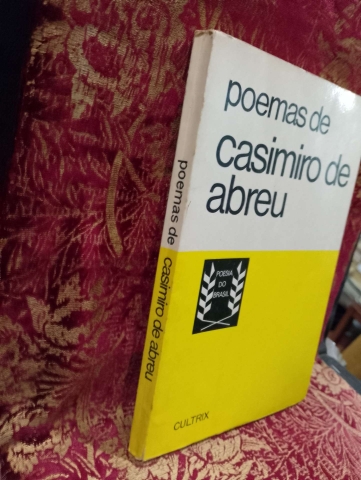 poemas de
casimiro de
abreu
POESIA
DO
BRASIL
CULTRIX
poemas de casimiro de abreu